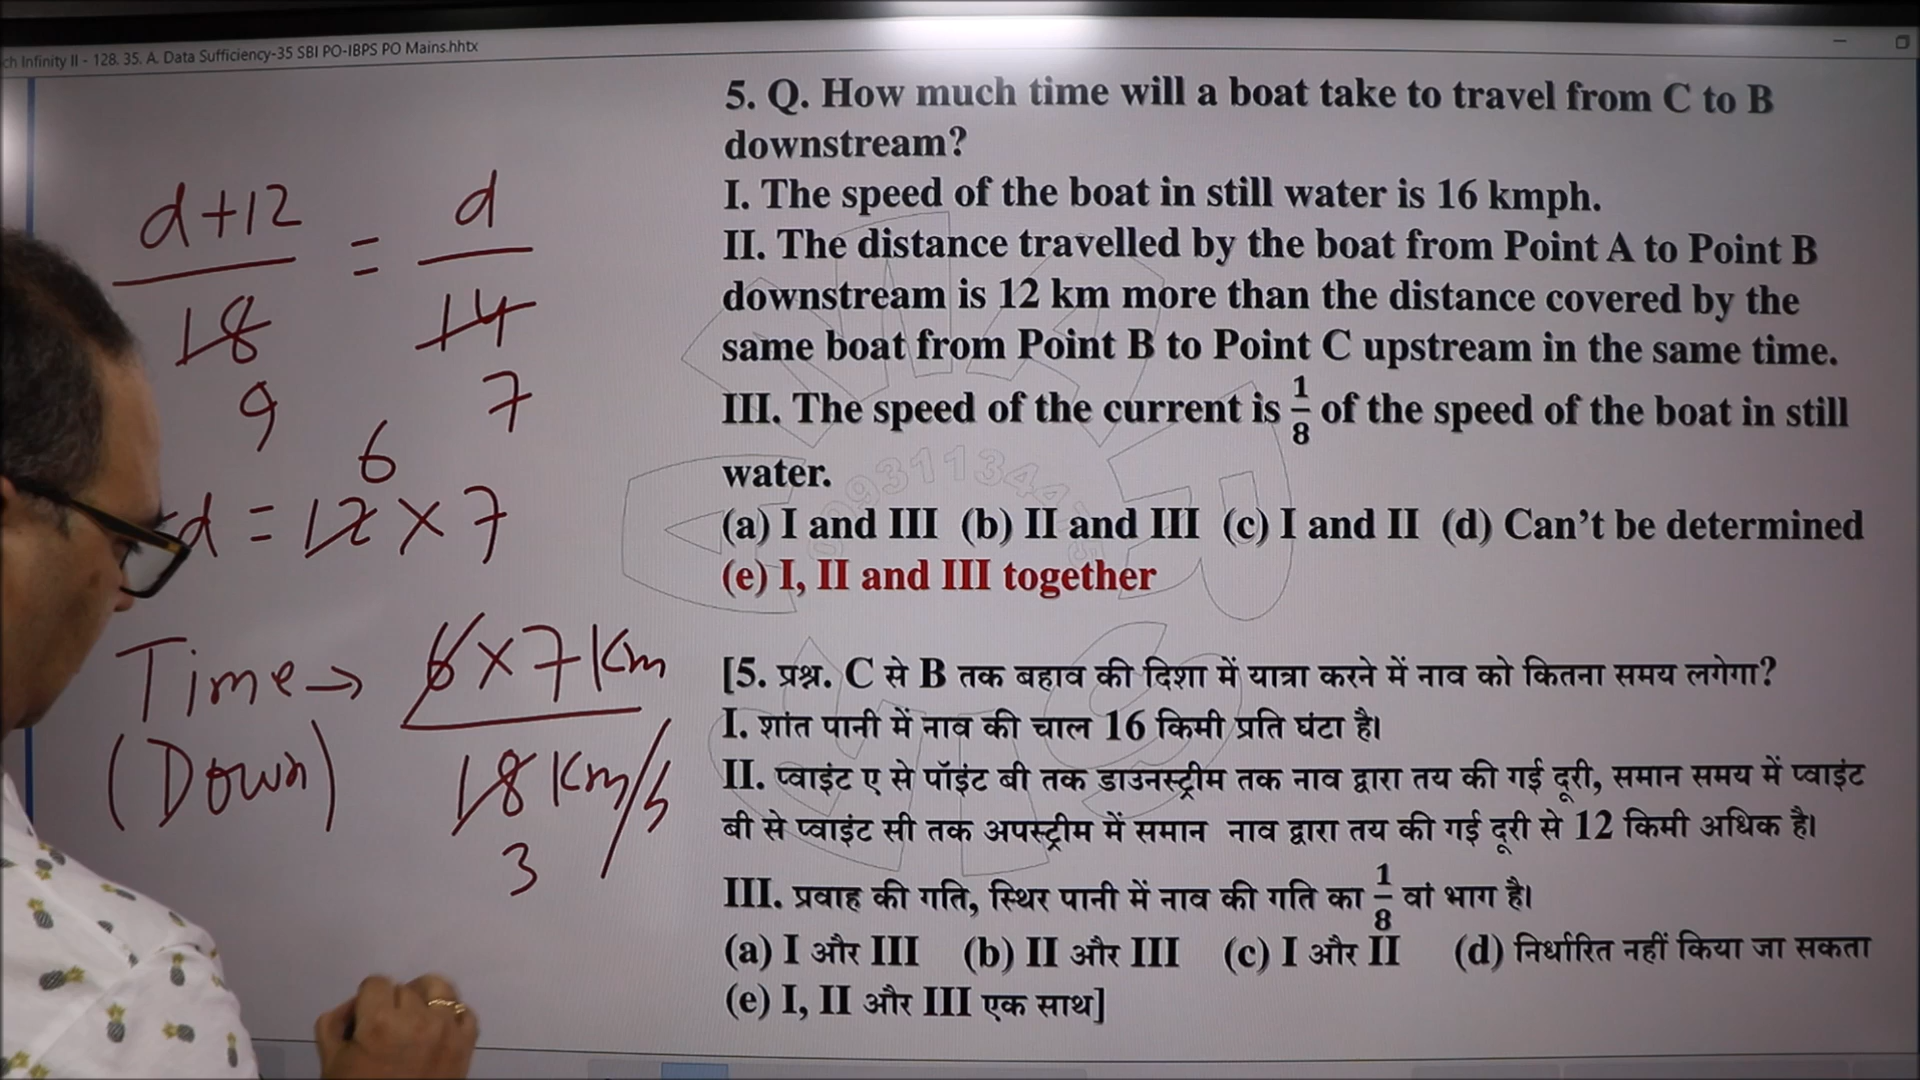 ch Infinity II - 128. 35. A. Data Sufficiency-35 SBI PO-IBPS PO Mains.hhtx
5. Q. How much time will a boat take to travel from C to B
downstream?
I. The speed of the boat in still water is 16 kmph.
II. The distance travelled by the boat from Point A to Point B
downstream is 12 km more than the distance covered by the
same boat from Point B to Point C upstream in the same time.
III. The speed of the current is 1/8 of the speed of the boat in still
water.
(a) I and III (b) II and III (c) I and II (d) Can’t be determined
(e) I, II and III together
[5. प्रश्न. C से B तक बहाव की दिशा में यात्रा करने में नाव को कितना समय लगेगा?
I. शांत पानी में नाव की चाल 16 किमी प्रति घंटा है।
II. प्वाइंट ए से पॉइंट बी तक डाउनस्ट्रीम तक नाव द्वारा तय की गई दूरी, समान समय में प्वाइंट
बी से प्वाइंट सी तक अपस्ट्रीम में समान नाव द्वारा तय की गई दूरी से 12 किमी अधिक है।
III. प्रवाह की गति, स्थिर पानी में नाव की गति का 1/8 वां भाग है।
(a) I और III (b) II और III (c) I और II (d) निर्धारित नहीं किया जा सकता
(e) I, II और III एक साथ]
d+12 = d
18 14
9 7
6
d = 12 × 7
Time → 6×7 Km
(Down) 18 Km/h
3